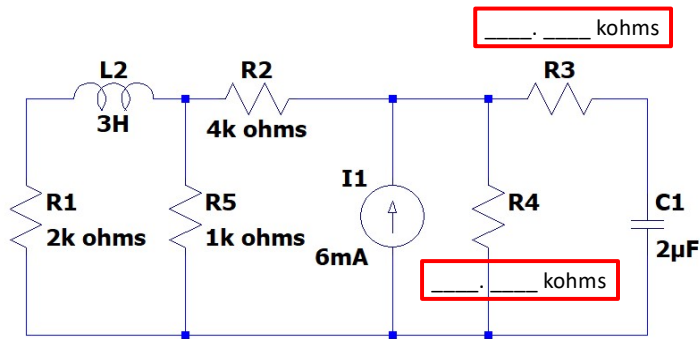 ____. ____ kohms
L2
R2
R3
3H
4k ohms
I1
R1
R5
R4
C1
2k ohms
1k ohms
6mA
2µF
____. ____ kohms